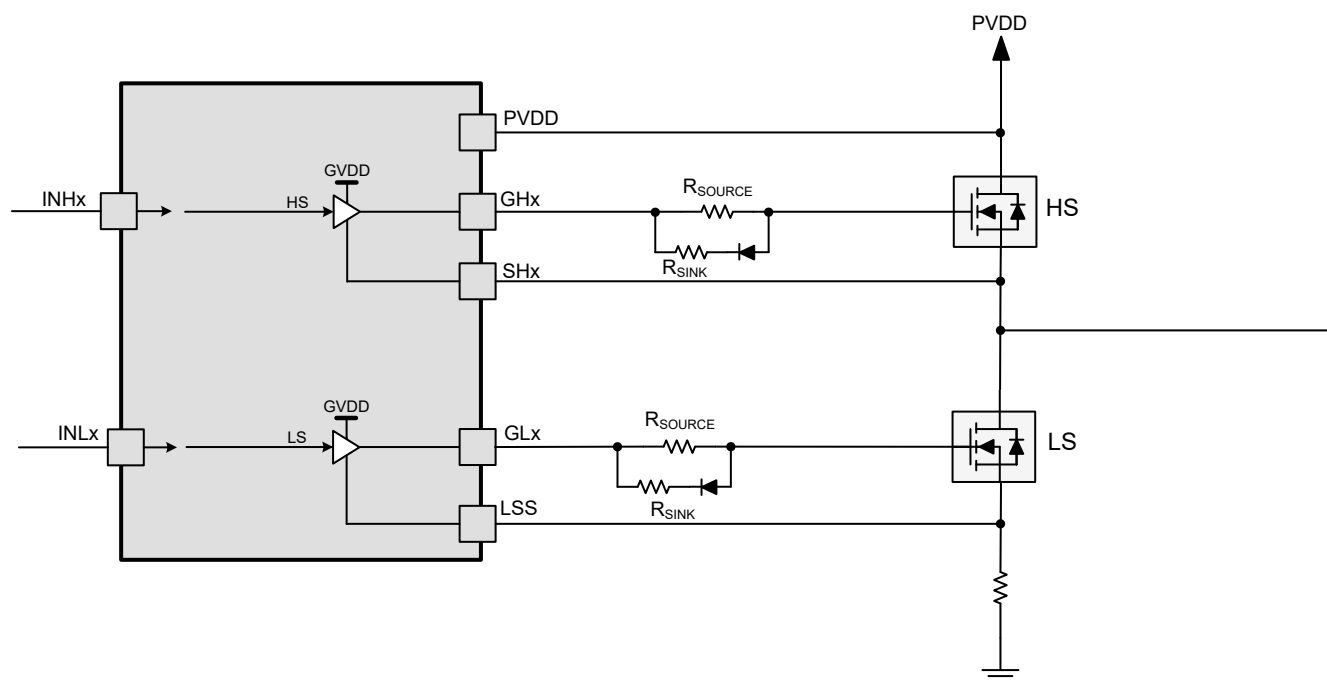 PVDD
PVDD
GVDD
INHx
HS
GHx
RSOURCE
HS
RSINK
SHx
GVDD
INLx
LS
GLx
RSOURCE
LS
RSINK
LSS